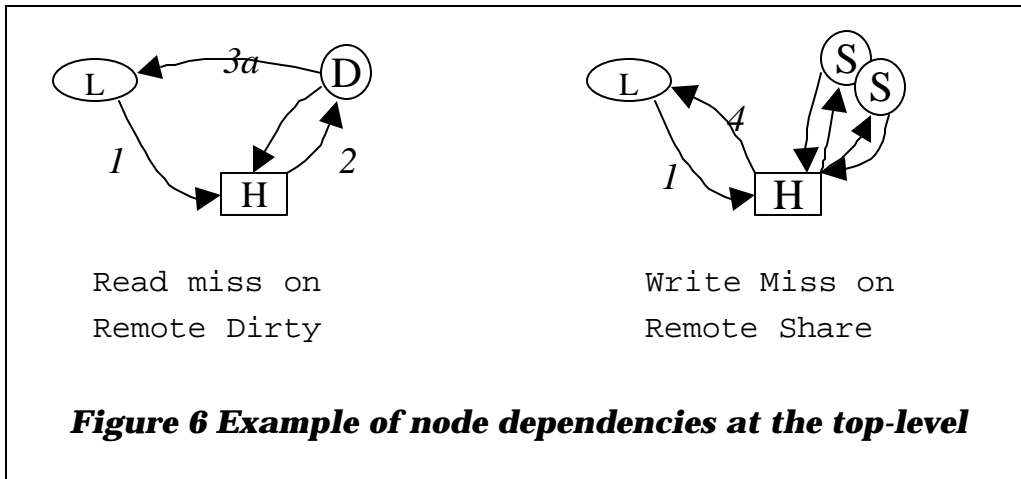 3a
D
L
1
2
H
Read miss on
Remote Dirty
S
S
L
4
1
H
Write Miss on
Remote Share
Figure 6 Example of node dependencies at the top-level